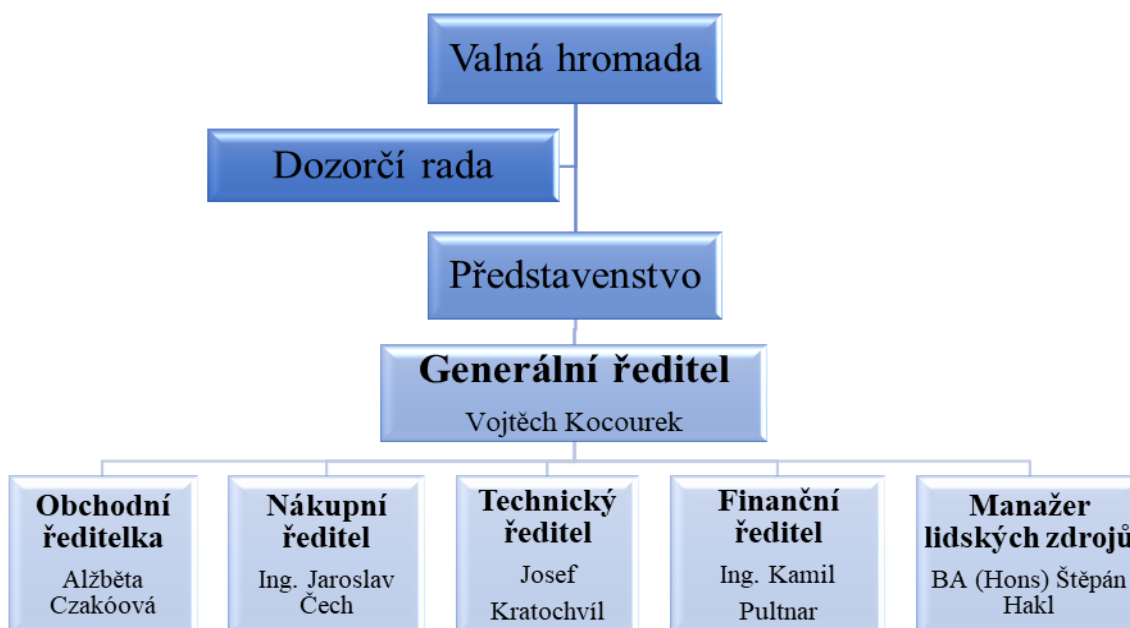 Valná hromada
Dozorčí rada
Představenstvo
Generální ředitel
Vojtěch Kocourek
Obchodní
ředitelka
Alžběta
Czakóová
Nákupní
ředitel
Ing. Jaroslav
Čech
Technický
ředitel
Josef
Kratochvíl
Finanční
ředitel
Ing. Kamil
Pultnar
Manažer
lidských zdrojů
BA (Hons) Štěpán
Hakl